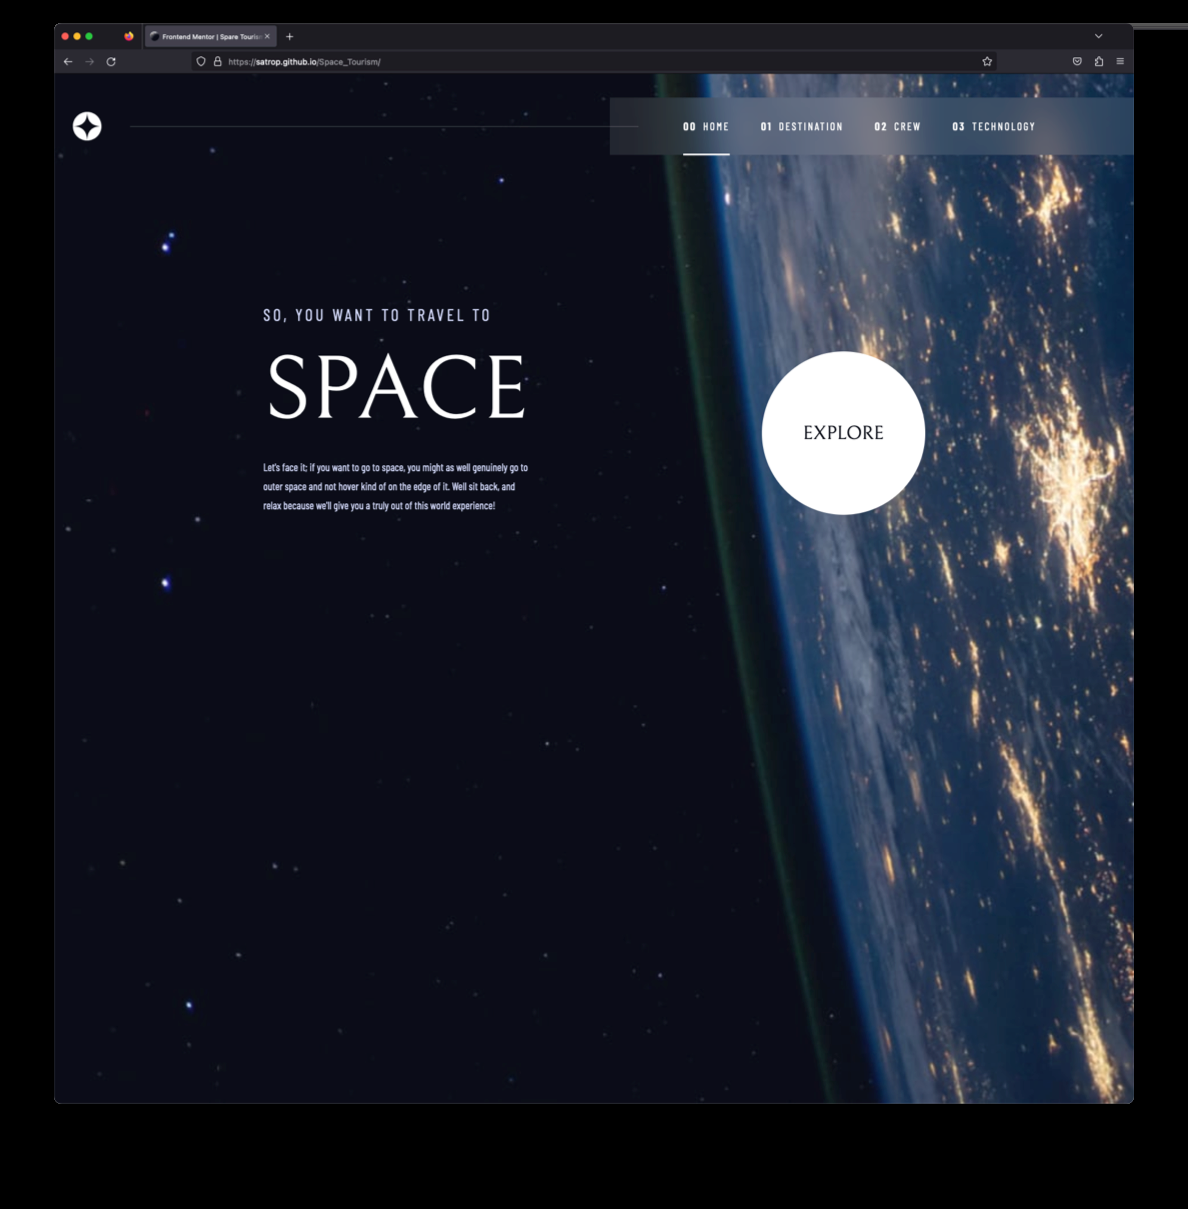 Frontend Mentor | Spare Touris
https://satrop.github.io/Space_Tourism/
00 HOME 01 DESTINATION 02 CREW 03 TECHNOLOGY
SO, YOU WANT TO TRAVEL TO
SPACE
Let's face it; if you want to go to space, you might as well genuinely go to
outer space and not hover kind of on the edge of it. Well sit back, and
relax because we'll give you a truly out of this world experience!
EXPLORE